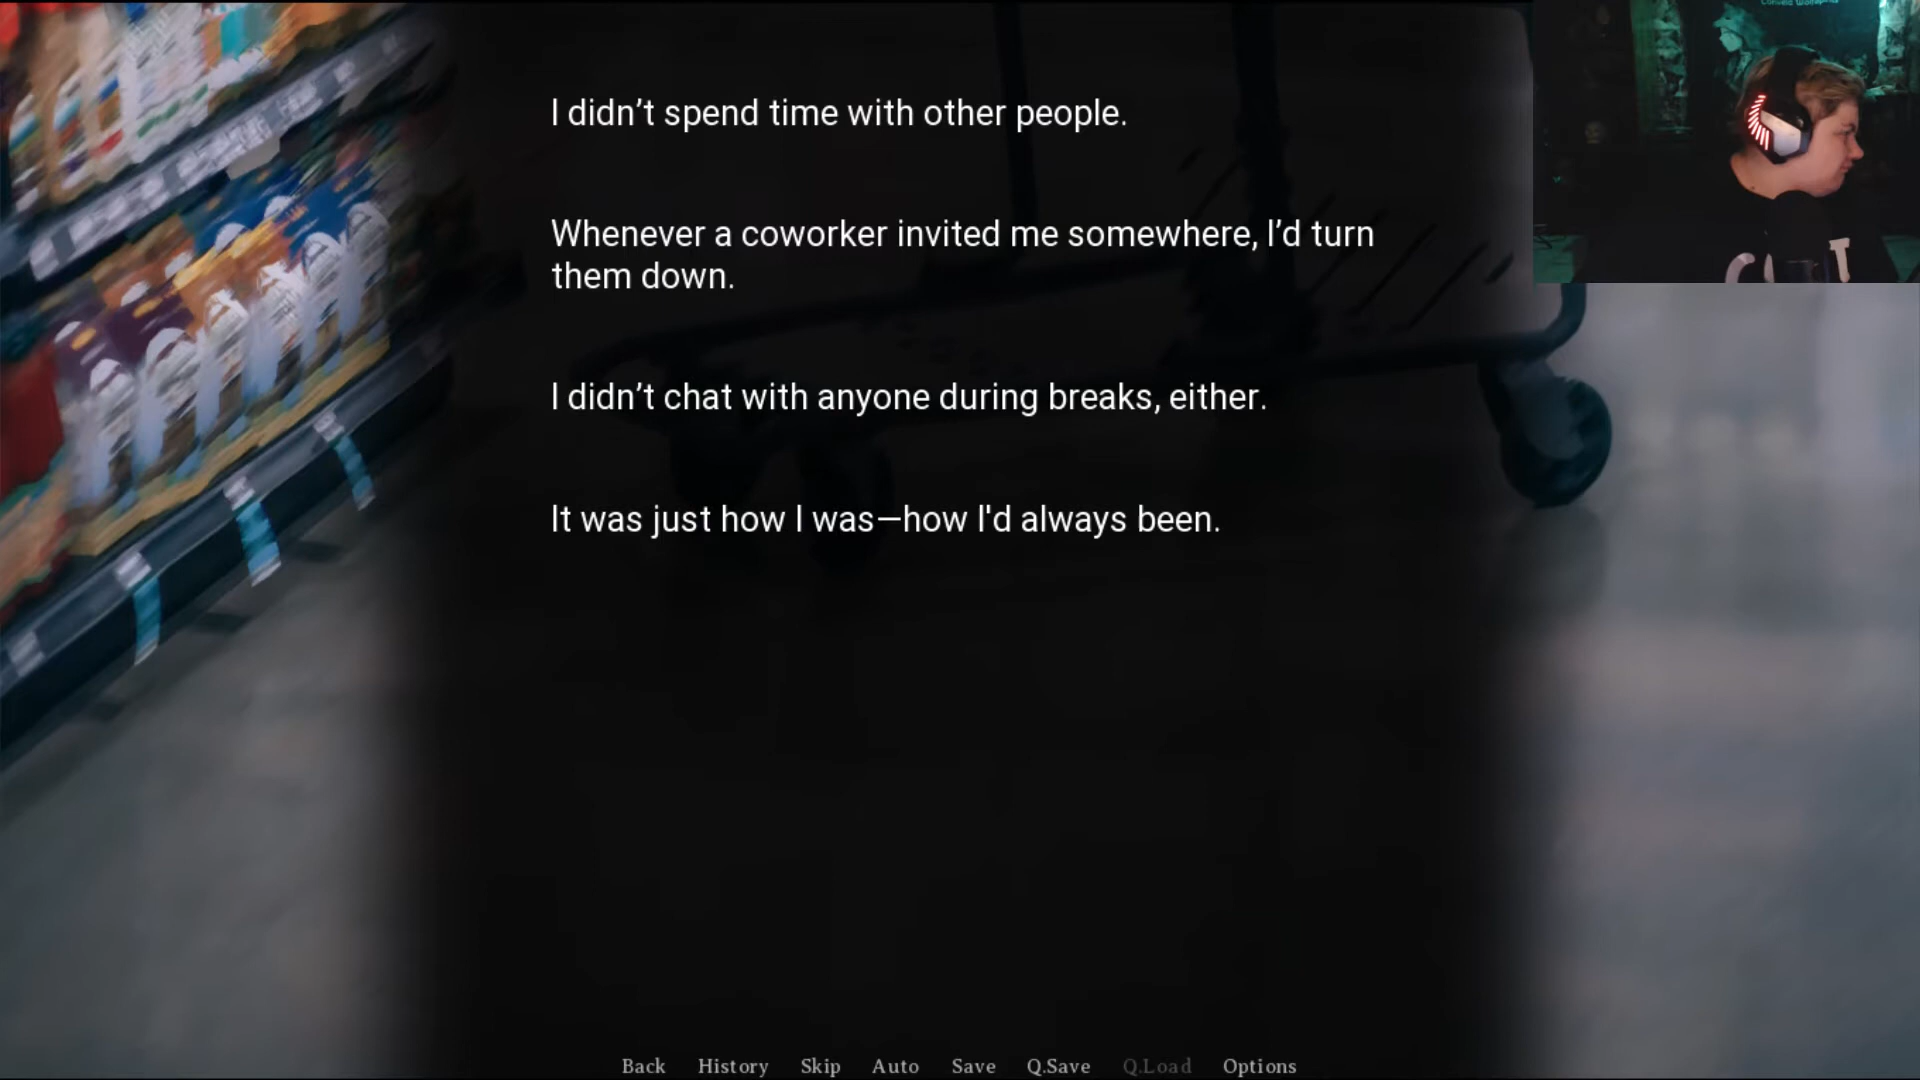 I didn’t spend time with other people.
Whenever a coworker invited me somewhere, I’d turn
them down.
I didn’t chat with anyone during breaks, either.
It was just how I was—how I'd always been.
Back History Skip Auto Save Q.Save Q.Load Options